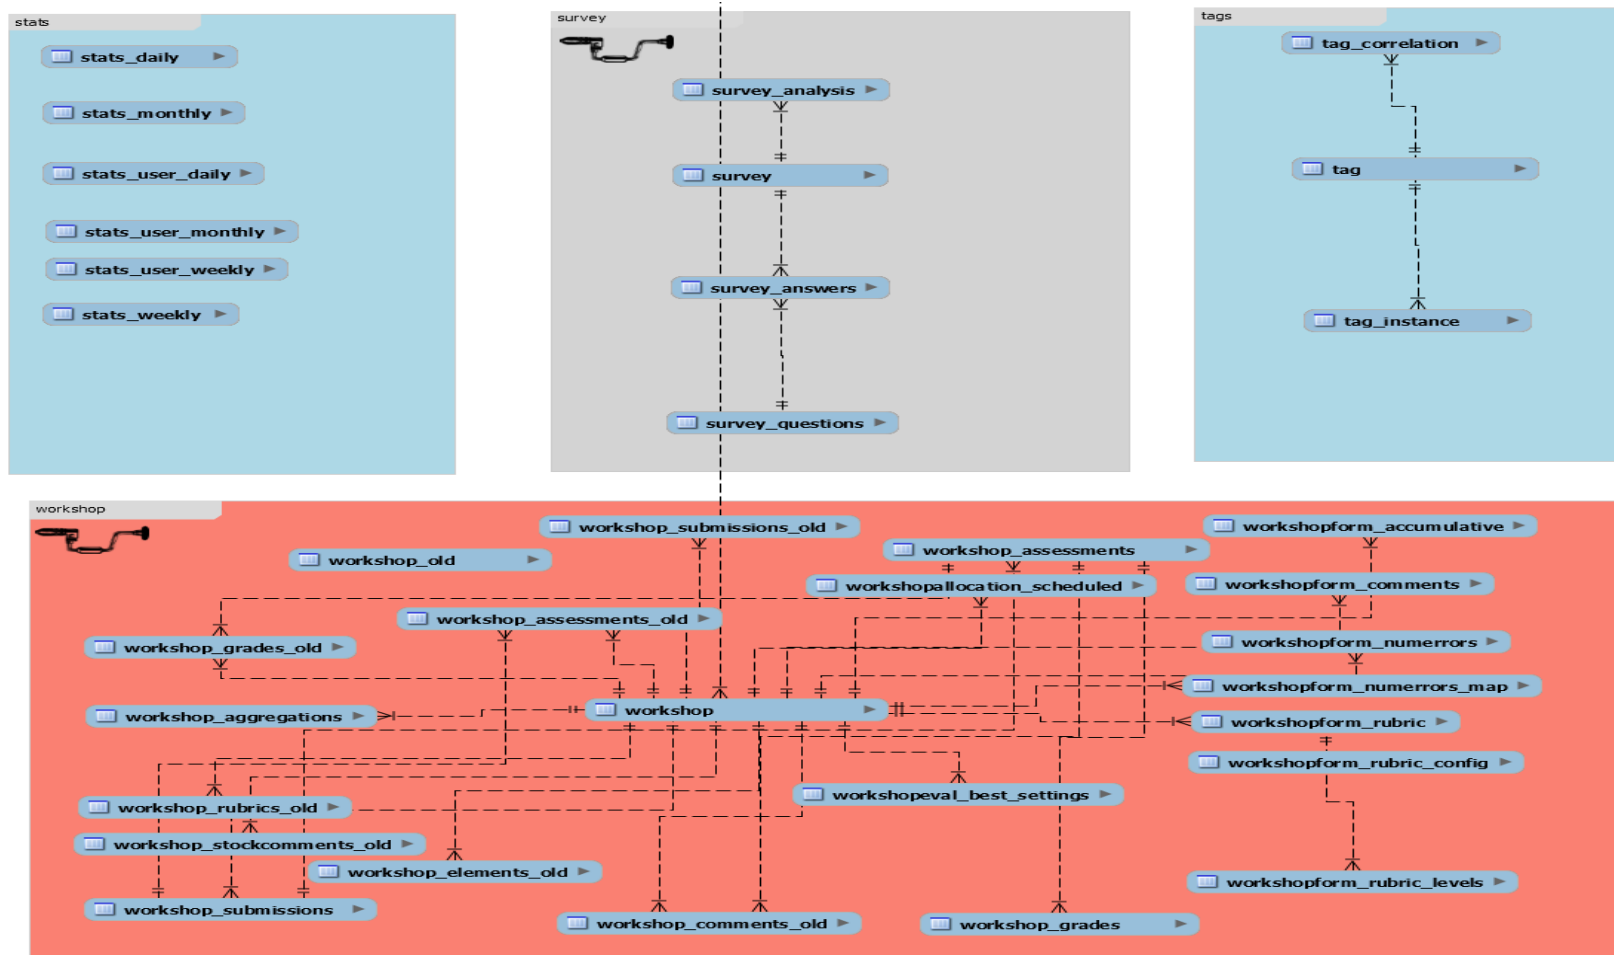 stats
stats_daily
stats_monthly
stats_user_daily
stats_user_monthly
stats_user_weekly
stats_weekly
survey
survey_analysis
survey
survey_answers
survey_questions
tags
tag_correlation
tag
tag_instance
workshop
workshop_submissions_old
workshop_old
workshop_assessments
workshopform_accumulative
workshopallocation_scheduled
workshopform_comments
workshop_assessments_old
workshop_grades_old
workshopform_numerrors
workshopform_numerrors_map
workshop_aggregations
workshop
workshopform_rubric
workshopform_rubric_config
workshop_rubrics_old
workshopeval_best_settings
workshop_stockcomments_old
workshop_elements_old
workshopform_rubric_levels
workshop_submissions
workshop_comments_old
workshop_grades